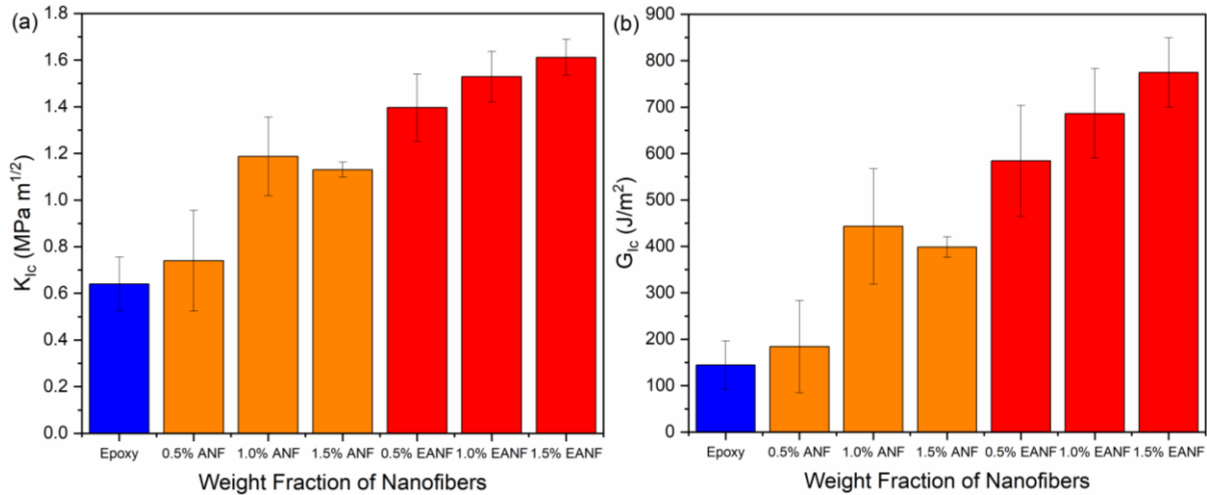 (a)
K_Ic (MPa m^1/2)
1.8
1.6
1.4
1.2
1.0
0.8
0.6
0.4
0.2
0.0
Epoxy 0.5% ANF 1.0% ANF 1.5% ANF 0.5% EANF 1.0% EANF 1.5% EANF
Weight Fraction of Nanofibers
(b)
G_Ic (J/m²)
900
800
700
600
500
400
300
200
100
0
Epoxy 0.5% ANF 1.0% ANF 1.5% ANF 0.5% EANF 1.0% EANF 1.5% EANF
Weight Fraction of Nanofibers